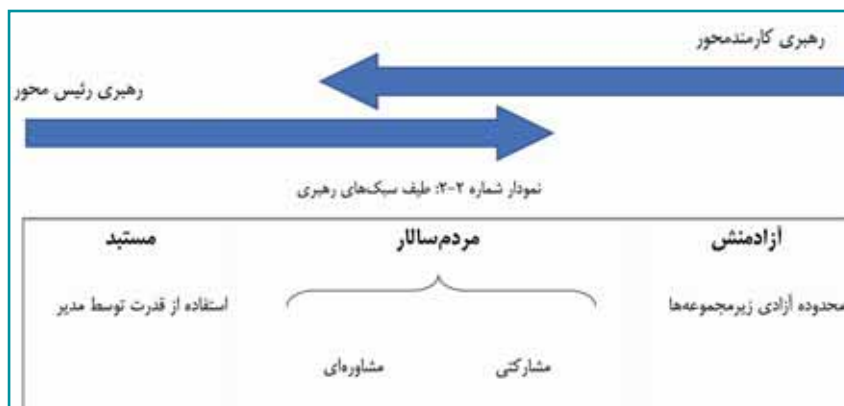 رهبری کارمندمحور
رهبری رئیس محور
نمودار شماره ۲-۲: طیف سبک‌های رهبری
آزادمنش
مردم‌سالار
مستبد
محدوده آزادی زیرمجموعه‌ها
استفاده از قدرت توسط مدیر
مشارکتی
مشاوره‌ای